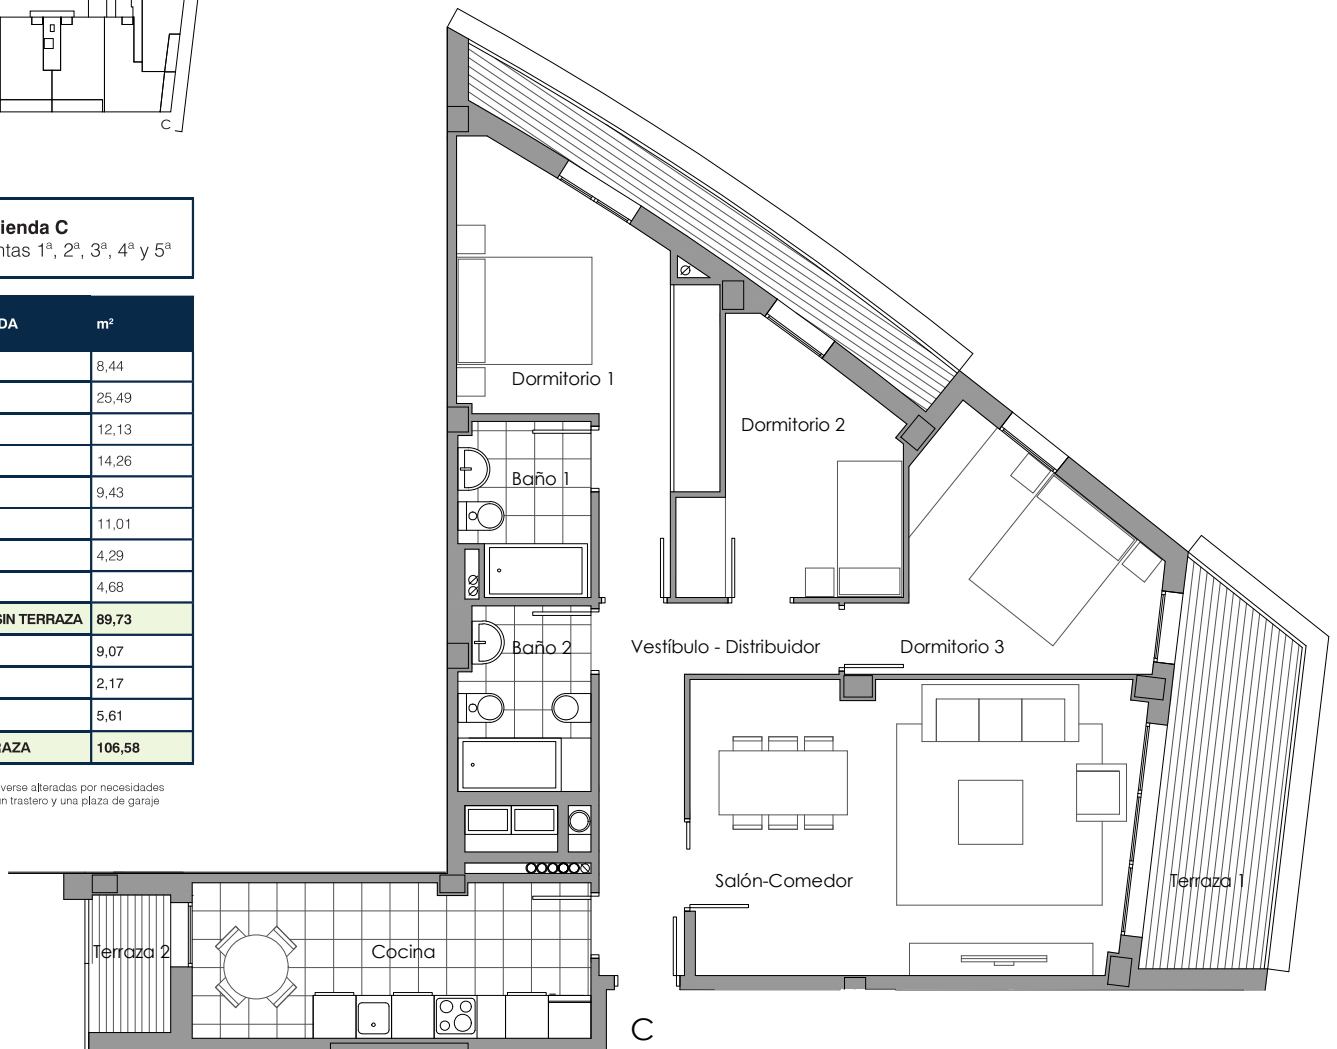 C
ienda C
ntas 1ª, 2ª, 3ª, 4ª y 5ª
DA m²
8,44
25,49
12,13
14,26
9,43
11,01
4,29
4,68
SIN TERRAZA 89,73
9,07
2,17
5,61
RAZA 106,58
verse alteradas por necesidades
n trastero y una plaza de garaje
Dormitorio 1
Dormitorio 2
Baño 1
Baño 2
Vestíbulo - Distribuidor
Dormitorio 3
Salón-Comedor
Terraza 1
Terraza 2
Cocina
C